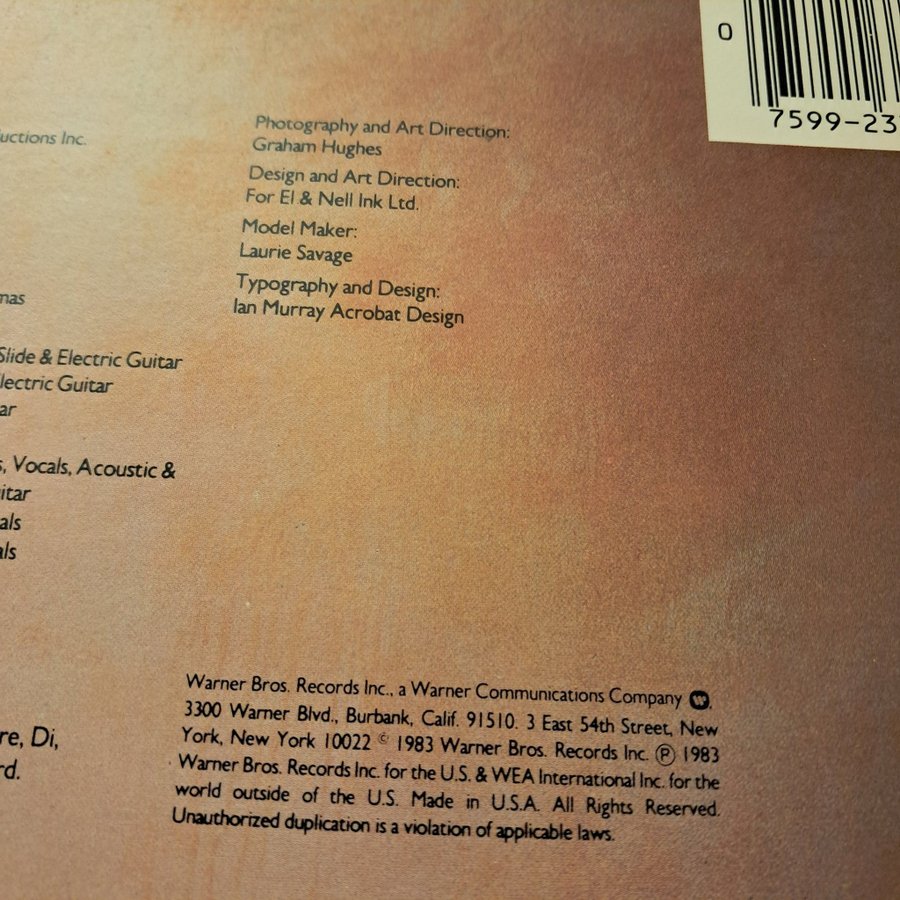 0
7599-23
uctions Inc.
Photography and Art Direction:
Graham Hughes
Design and Art Direction:
For El & Nell Ink Ltd.
Model Maker:
Laurie Savage
Typography and Design:
Ian Murray Acrobat Design
mas
Slide & Electric Guitar
lectric Guitar
ar
s, Vocals, Acoustic &
itar
als
als
re, Di,
rd.
Warner Bros. Records Inc., a Warner Communications Company
3300 Warner Blvd., Burbank, Calif. 91510. 3 East 54th Street, New
York, New York 10022 © 1983 Warner Bros. Records Inc. ℗ 1983
Warner Bros. Records Inc. for the U.S. & WEA International Inc. for the
world outside of the U.S. Made in U.S.A. All Rights Reserved.
Unauthorized duplication is a violation of applicable laws.